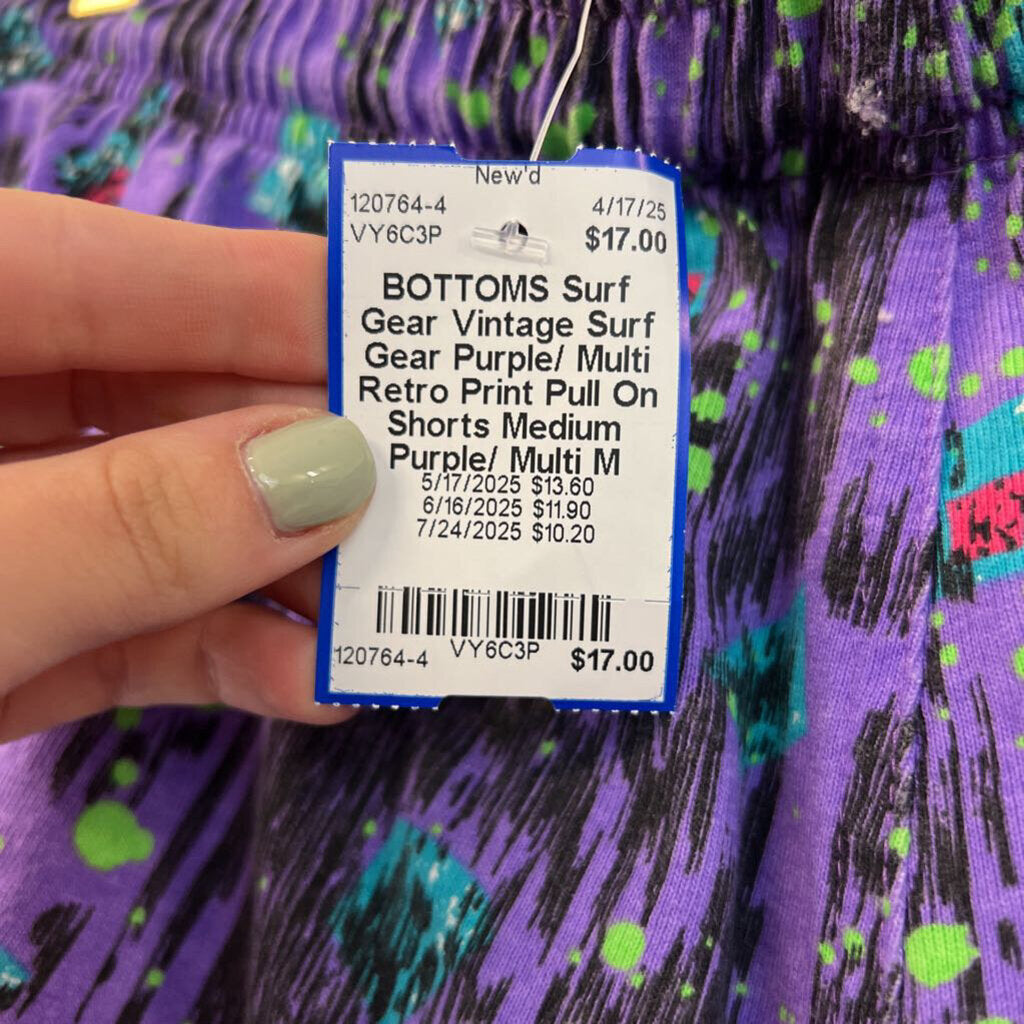 New'd
120764-4 4/17/25
VY6C3P $17.00
BOTTOMS Surf
Gear Vintage Surf
Gear Purple/ Multi
Retro Print Pull On
Shorts Medium
Purple/ Multi M
5/17/2025 $13.60
6/16/2025 $11.90
7/24/2025 $10.20
120764-4 VY6C3P $17.00